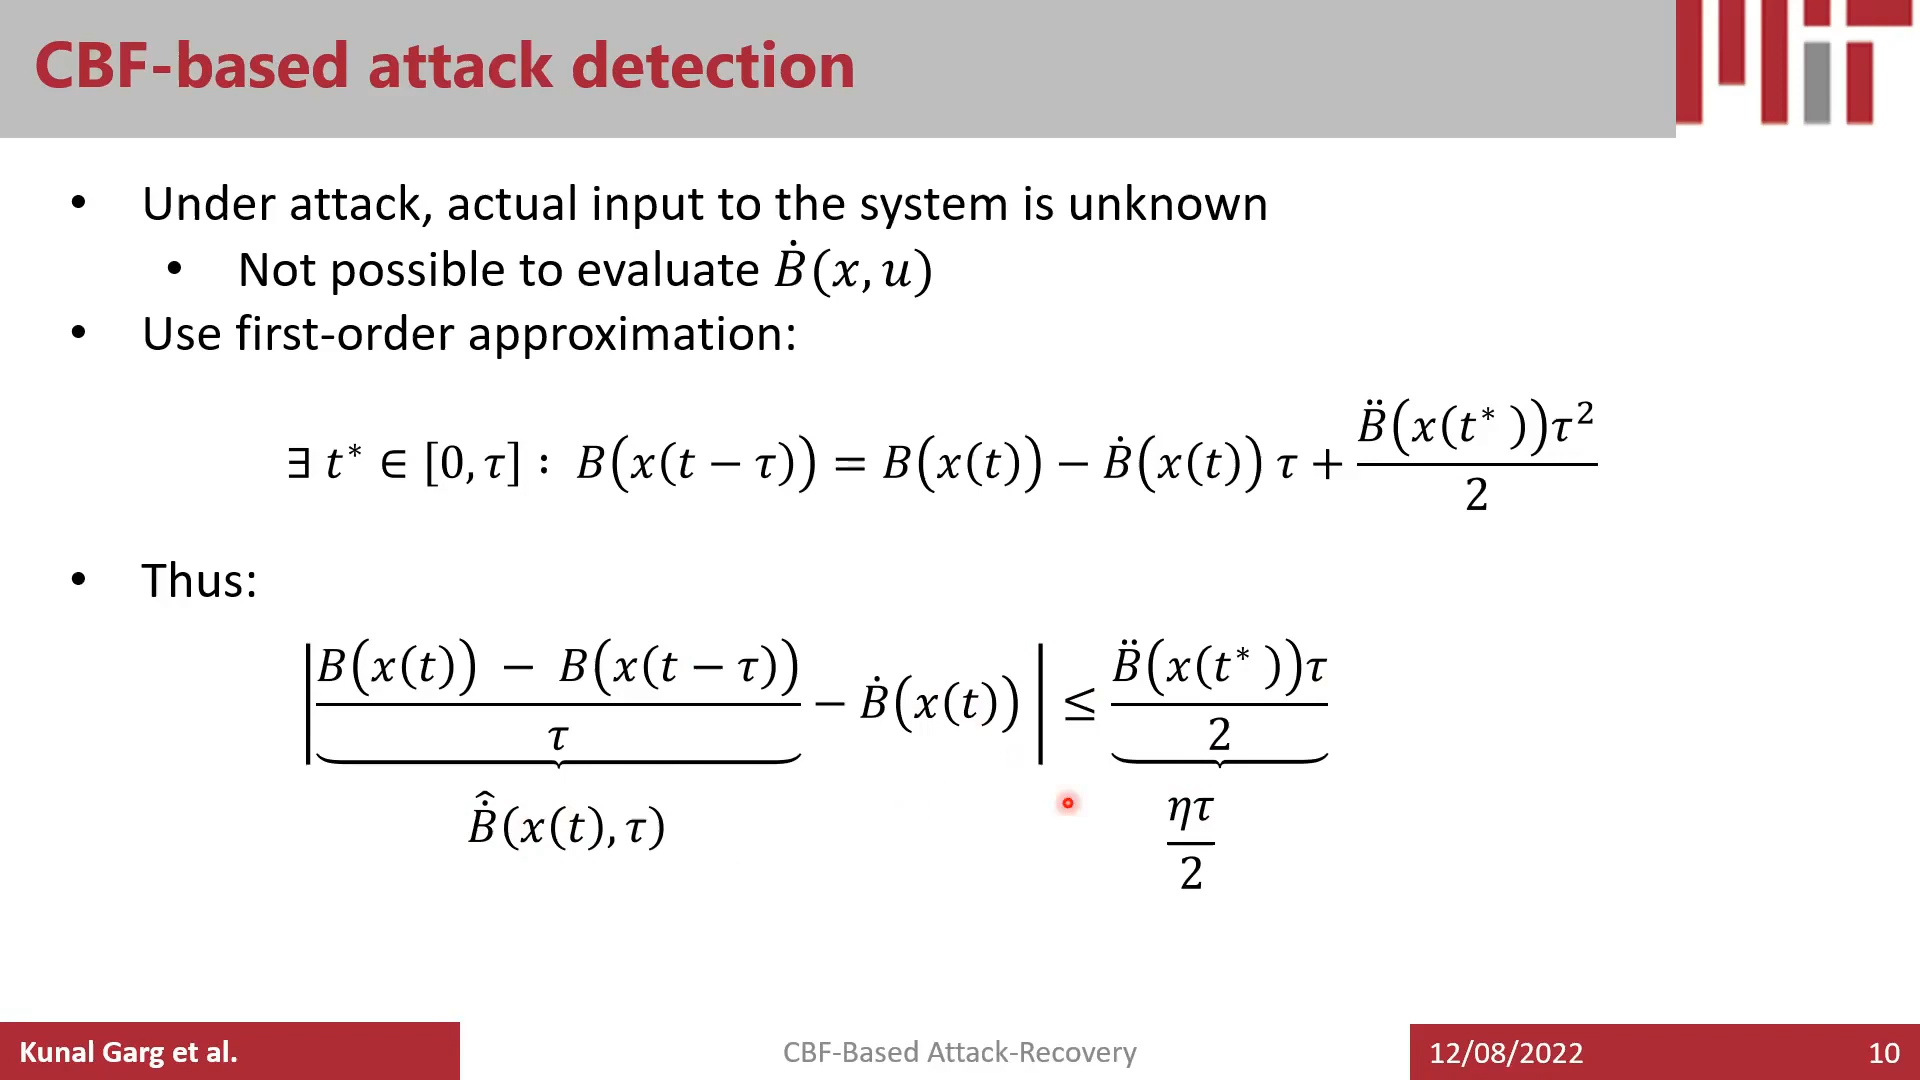 CBF-based attack detection
MIT
• Under attack, actual input to the system is unknown
• Not possible to evaluate Ḃ(x, u)
• Use first-order approximation:
∃ t* ∈ [0, τ] : B(x(t − τ)) = B(x(t)) − Ḃ(x(t)) τ + B̈(x(t*))τ² / 2
• Thus:
| B(x(t)) − B(x(t − τ)) / τ − Ḃ(x(t)) | ≤ B̈(x(t*))τ / 2
Ḃ̂(x(t), τ)
ητ / 2
Kunal Garg et al.
CBF-Based Attack-Recovery
12/08/2022
10